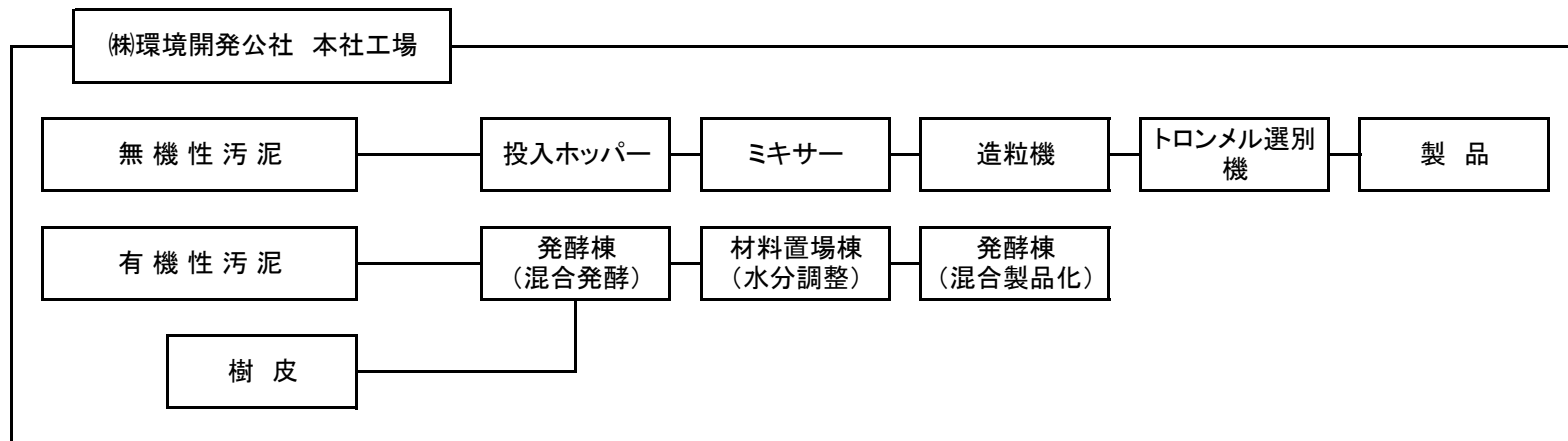 ㈱環境開発公社 本社工場
無 機 性 汚 泥
投入ホッパー
ミキサー
造粒機
トロンメル選別
機
製 品
有 機 性 汚 泥
発酵棟
（混合発酵）
材料置場棟
（水分調整）
発酵棟
（混合製品化）
樹 皮